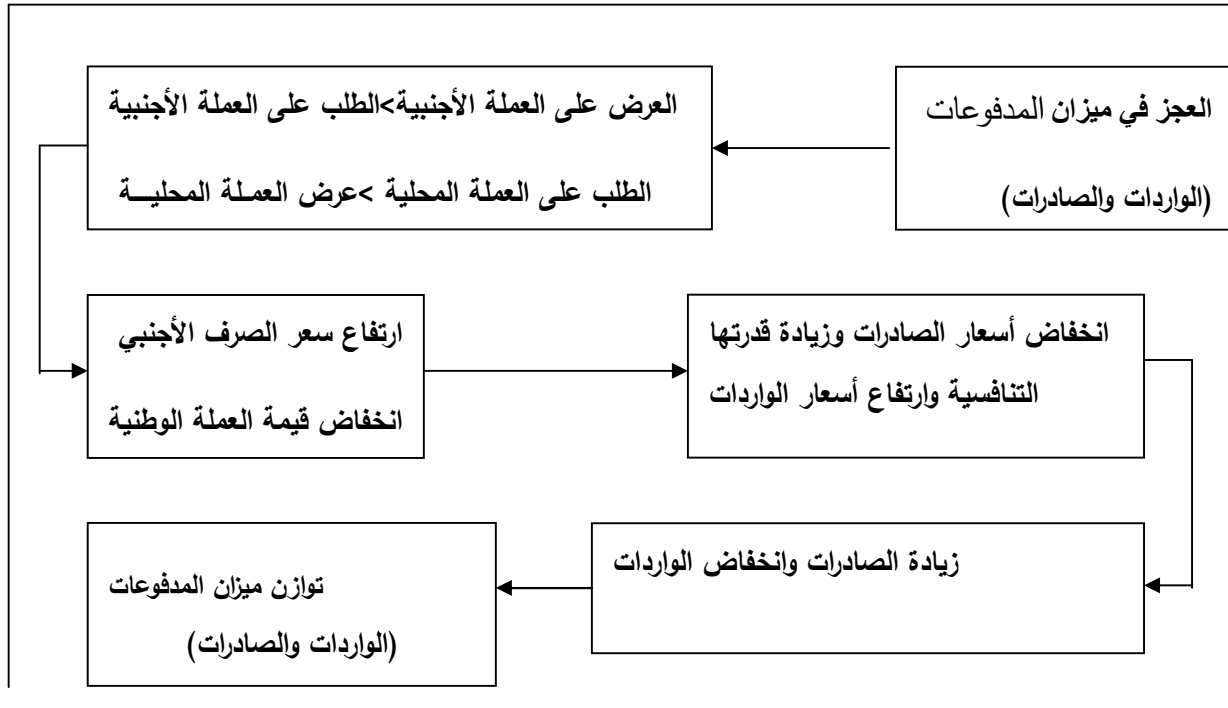 العجز في ميزان المدفوعات
(الواردات والصادرات)
العرض على العملة الأجنبية>الطلب على العملة الأجنبية
الطلب على العملة المحلية >عرض العمـلة المحليـــة
ارتفاع سعر الصرف الأجنبي
انخفاض قيمة العملة الوطنية
انخفاض أسعار الصادرات وزيادة قدرتها
التنافسية وارتفاع أسعار الواردات
زيادة الصادرات وانخفاض الواردات
توازن ميزان المدفوعات
(الواردات والصادرات)